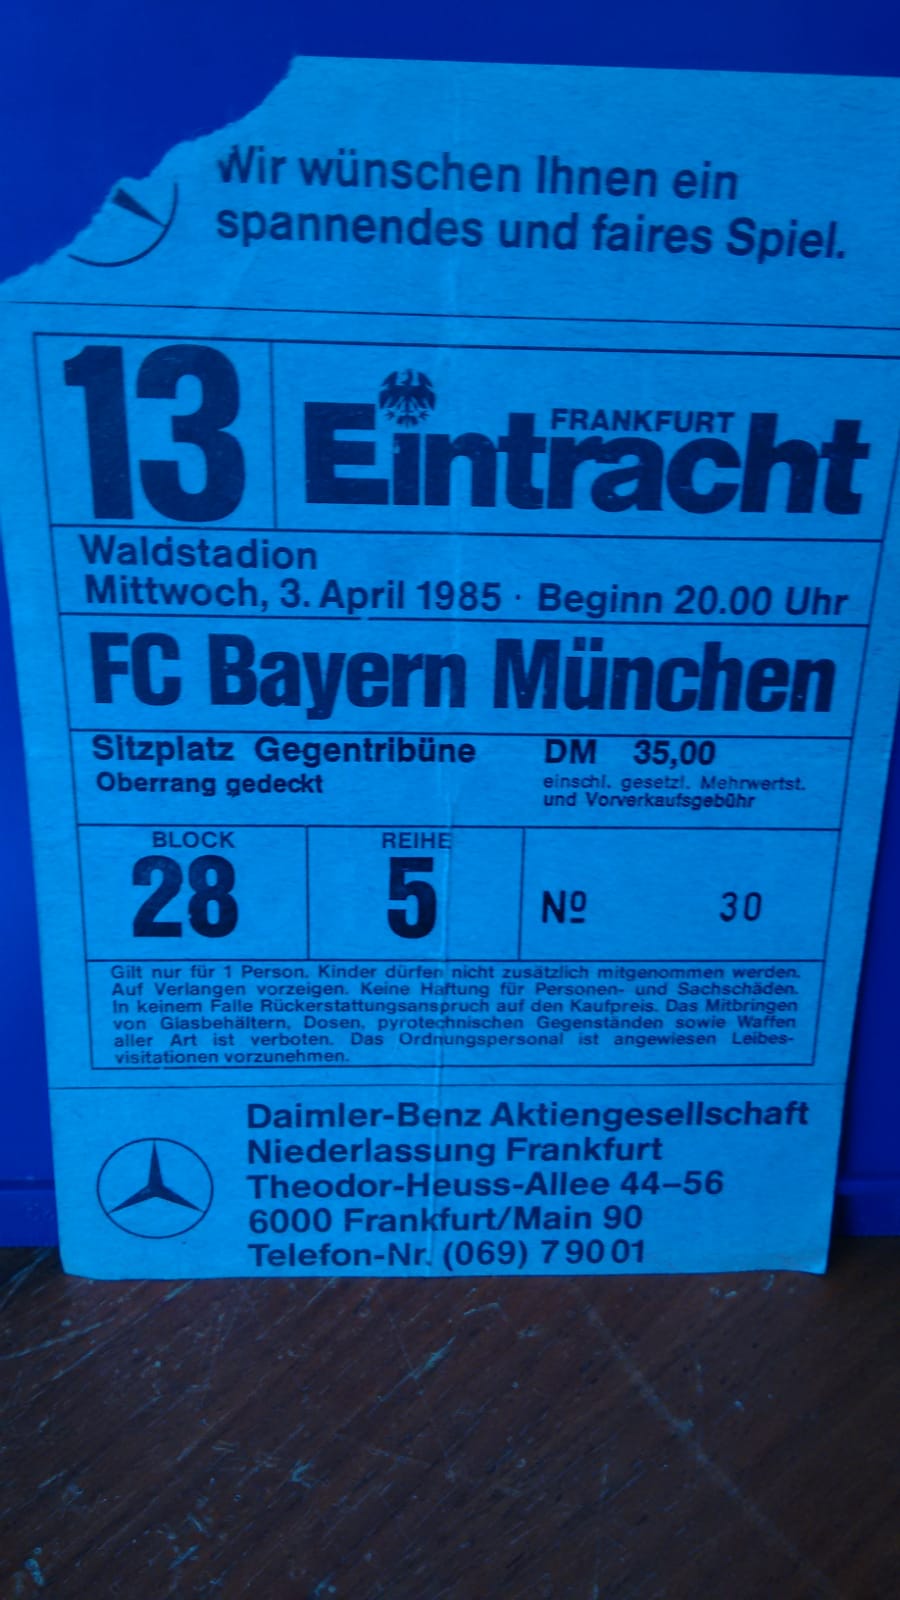 Wir wünschen Ihnen ein
spannendes und faires Spiel.
13
FRANKFURT
Eintracht
Waldstadion
Mittwoch, 3. April 1985 · Beginn 20.00 Uhr
FC Bayern München
Sitzplatz Gegentribüne DM 35,00
Oberrang gedeckt
einschl. gesetzl. Mehrwertst.
und Vorverkaufsgebühr
BLOCK
28
REIHE
5
Nº 30
Gilt nur für 1 Person. Kinder dürfen nicht zusätzlich mitgenommen werden.
Auf Verlangen vorzeigen. Keine Haftung für Personen- und Sachschäden.
In keinem Falle Rückerstattungsanspruch auf den Kaufpreis. Das Mitbringen
von Glasbehältern, Dosen, pyrotechnischen Gegenständen sowie Waffen
aller Art ist verboten. Das Ordnungspersonal ist angewiesen Leibes-
visitationen vorzunehmen.
Daimler-Benz Aktiengesellschaft
Niederlassung Frankfurt
Theodor-Heuss-Allee 44–56
6000 Frankfurt/Main 90
Telefon-Nr. (069) 7 90 01